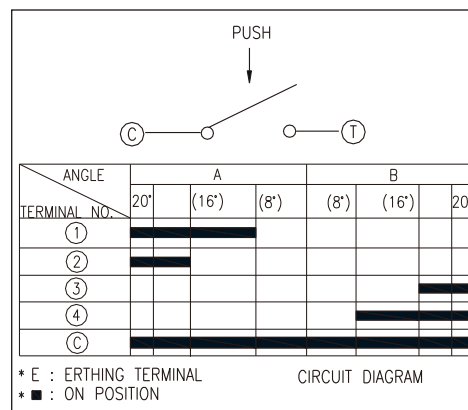 PUSH
C T
ANGLE A B
TERMINAL NO. 20° (16°) (8°) (8°) (16°) 20
1
2
3
4
C
* E : ERTHING TERMINAL CIRCUIT DIAGRAM
* ■ : ON POSITION